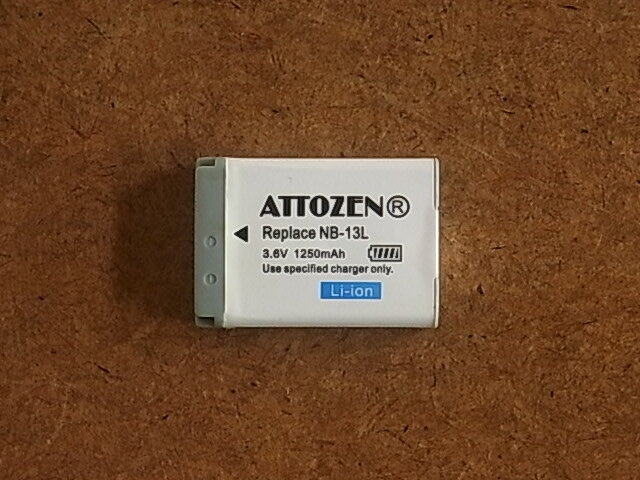 ATTOZEN®
Replace NB-13L
3.6V 1250mAh
Use specified charger only.
Li-ion